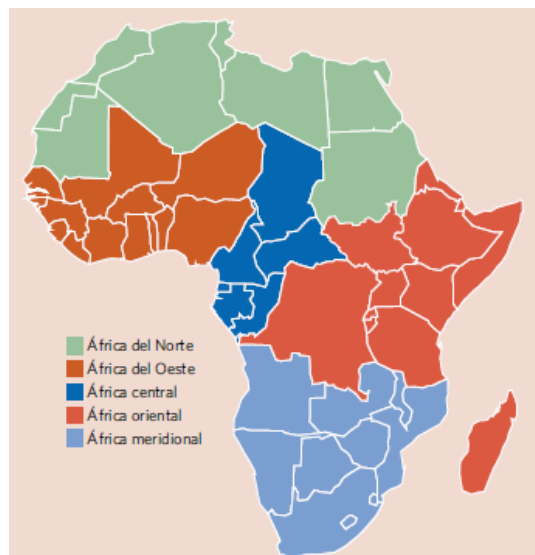 África del Norte
África del Oeste
África central
África oriental
África meridional